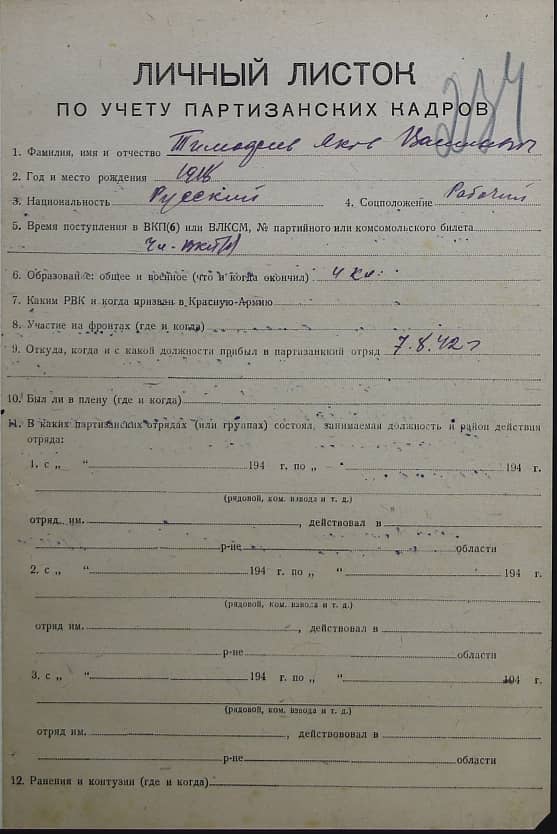 234
ЛИЧНЫЙ ЛИСТОК
ПО УЧЕТУ ПАРТИЗАНСКИХ КАДРОВ
1. Фамилия, имя и отчество Тимофеев Яков
2. Год и место рождения 1918
3. Национальность Русский 4. Соцположение Рабочий
5. Время поступления в ВКП(б) или ВЛКСМ, № партийного или комсомольского билета
Чл. ВКП(б)
6. Образование: общее и военное (что и когда окончил) 4 кл.
7. Каким РВК и когда призван в Красную Армию
8. Участие на фронтах (где и когда)
9. Откуда, когда и с какой должности прибыл в партизанкий отряд 7.8.42 г
10. Был ли в плену (где и когда)
11. В каких партизанских отрядах (или группах) состоял, занимаемая должность и район действия
отряда:
1. с „ “ 194 г. по „ “ 194 г.
(рядовой, ком. взвода и т. д.)
отряд им. , действовал в
р-не области
2. с „ “ 194 г. по „ “ 194 г.
(рядовой, ком. взвода и т. д.)
отряд им. , действовал в
р-не области
3. с „ “ 194 г. по „ “ 194 г.
(рядовой, ком. взвода и т. д.)
отряд им. , действововал в
р-не области
12. Ранения и контузии (где и когда)